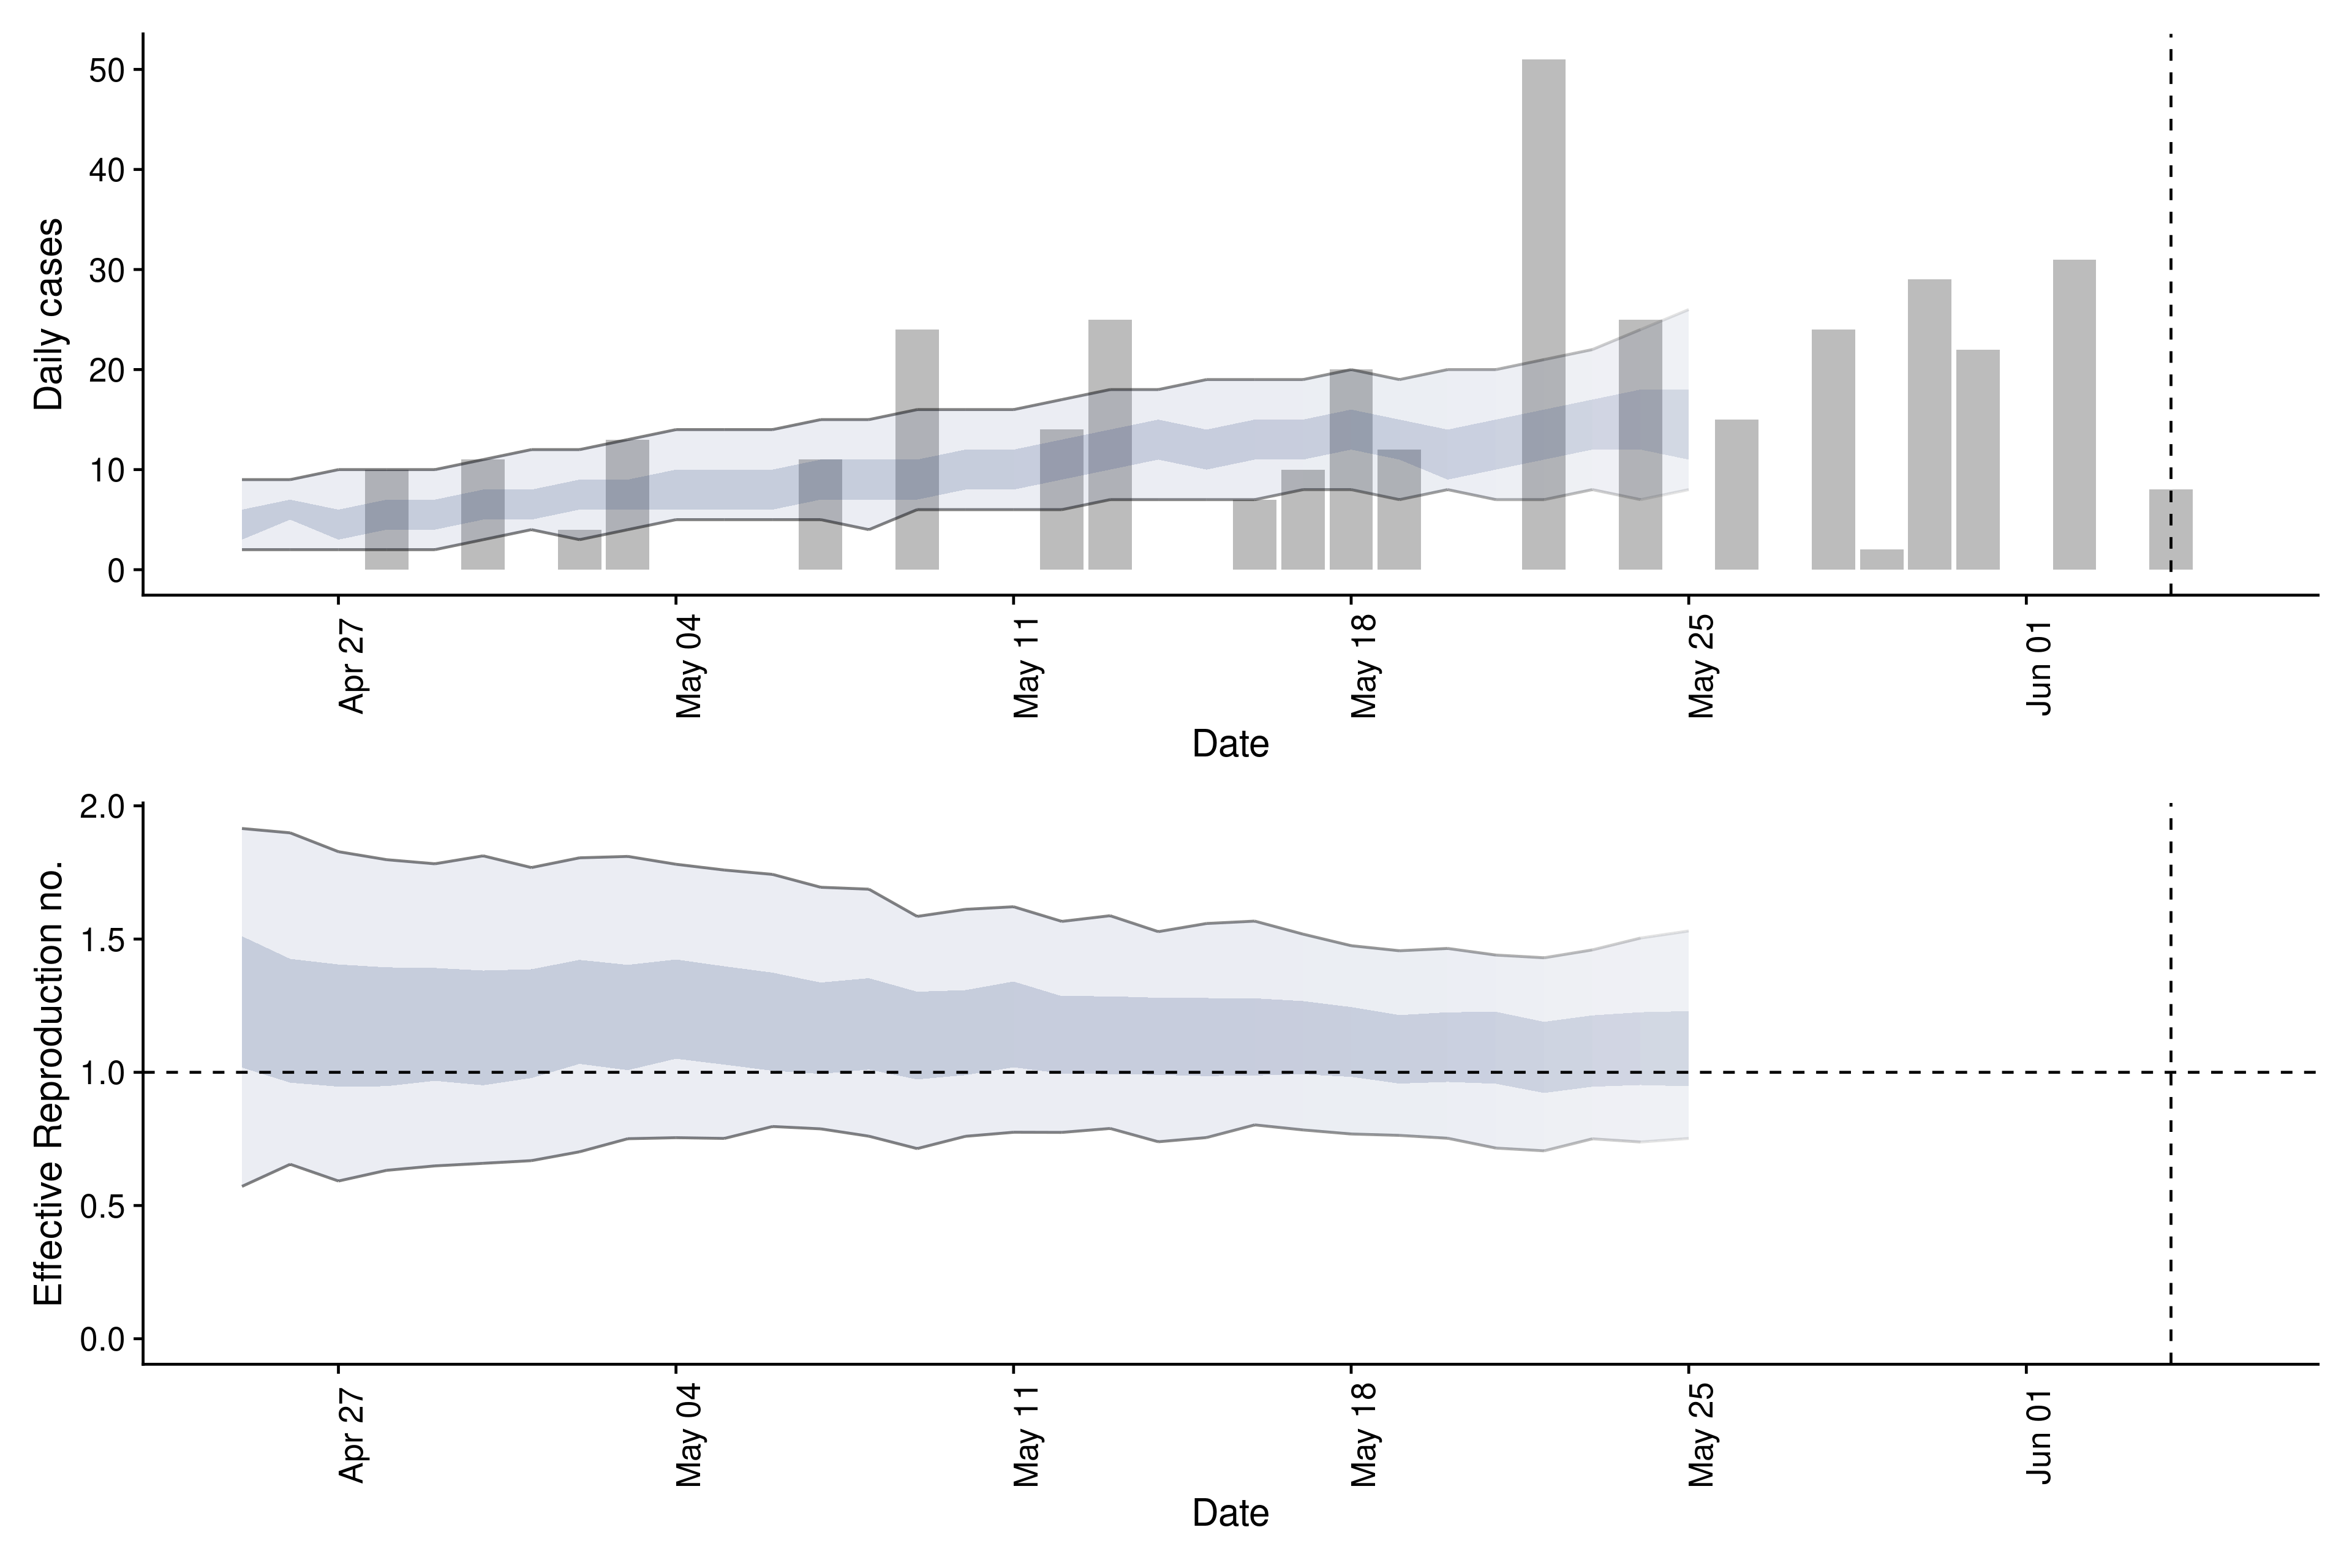 Daily cases
50
40
30
20
10
0
Apr 27
May 04
May 11
May 18
May 25
Jun 01
Date
Effective Reproduction no.
2.0
1.5
1.0
0.5
0.0
Apr 27
May 04
May 11
May 18
May 25
Jun 01
Date